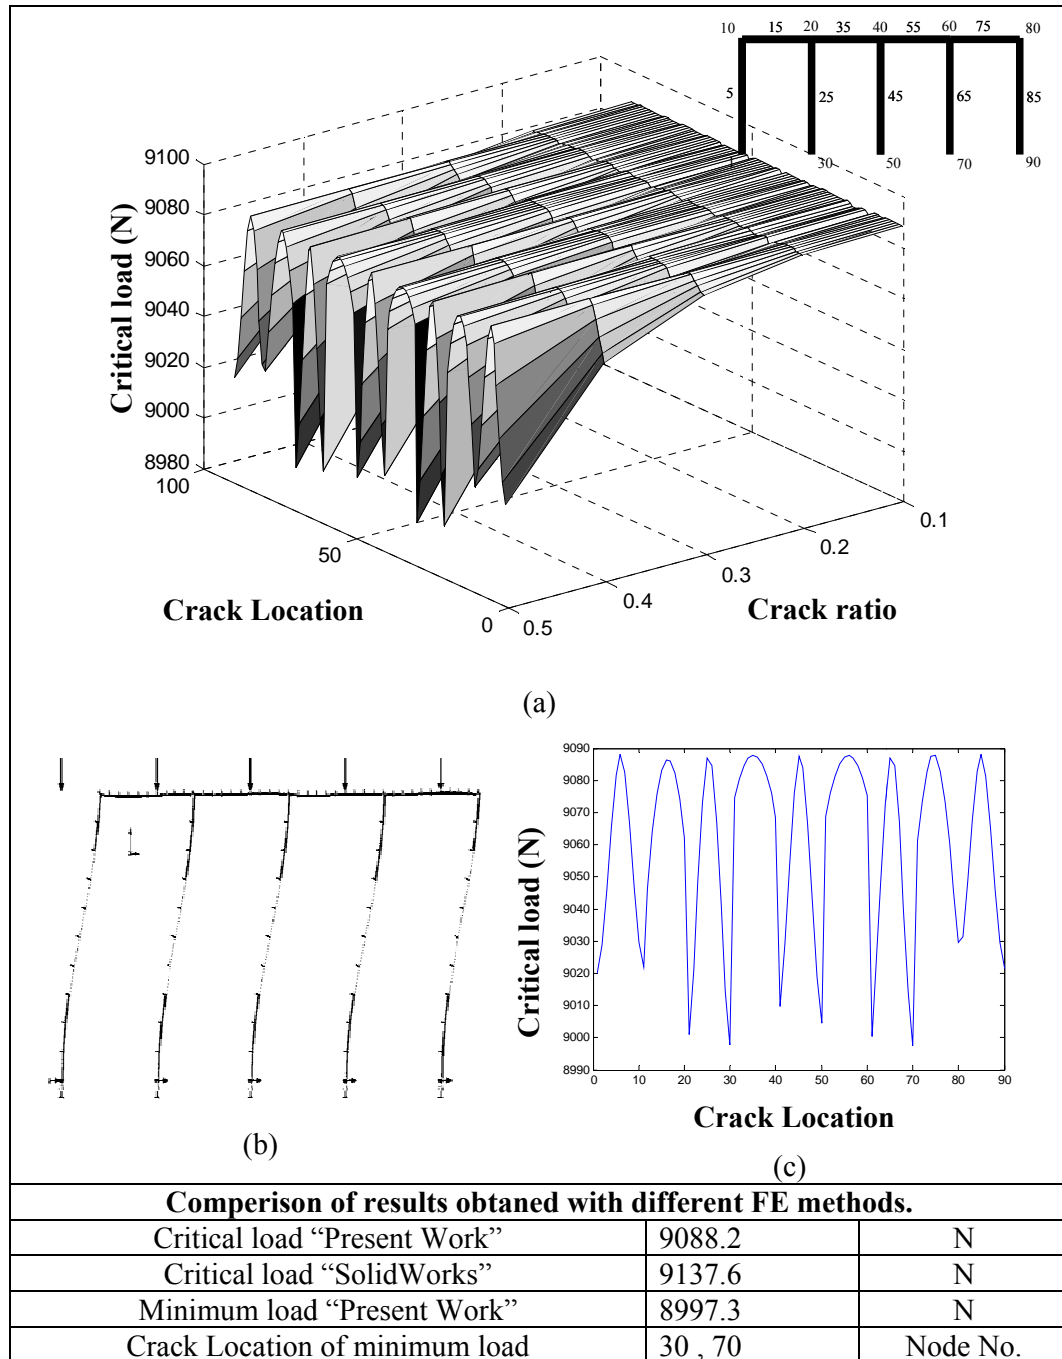 10 15 20 35 40 55 60 75 80
5 25 45 65 85
30 50 70 90
9100
9080
9060
9040
9020
9000
8980
Critical load (N)
100
50
0
Crack Location
0.5
0.4
0.3
0.2
0.1
Crack ratio
(a)
(b)
9090
9080
9070
9060
9050
9040
9030
9020
9010
9000
8990
Critical load (N)
0 10 20 30 40 50 60 70 80 90
Crack Location
(c)
Comperison of results obtaned with different FE methods.
Critical load “Present Work” 9088.2 N
Critical load “SolidWorks” 9137.6 N
Minimum load “Present Work” 8997.3 N
Crack Location of minimum load 30 , 70 Node No.